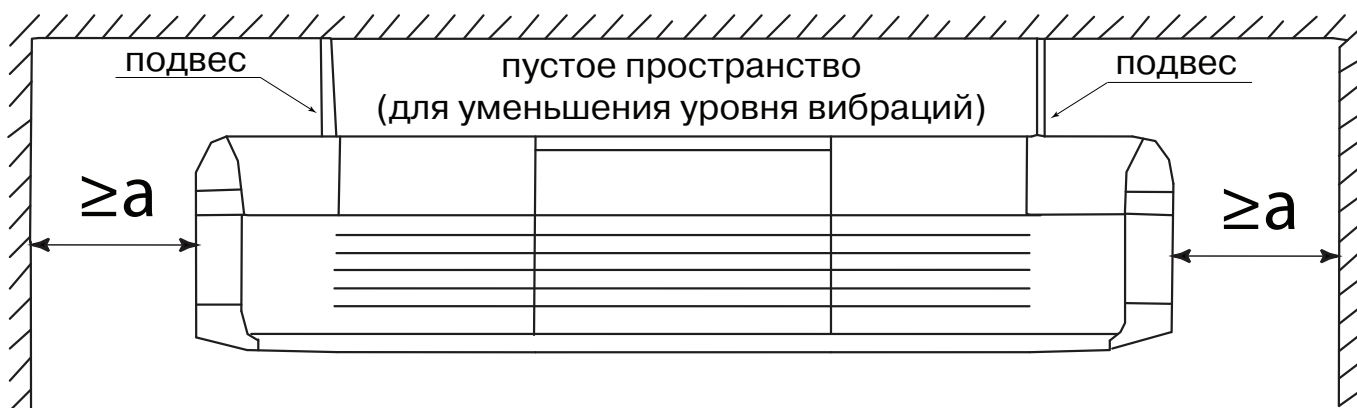 подвес
пустое пространство
(для уменьшения уровня вибраций)
подвес
≥a
≥a